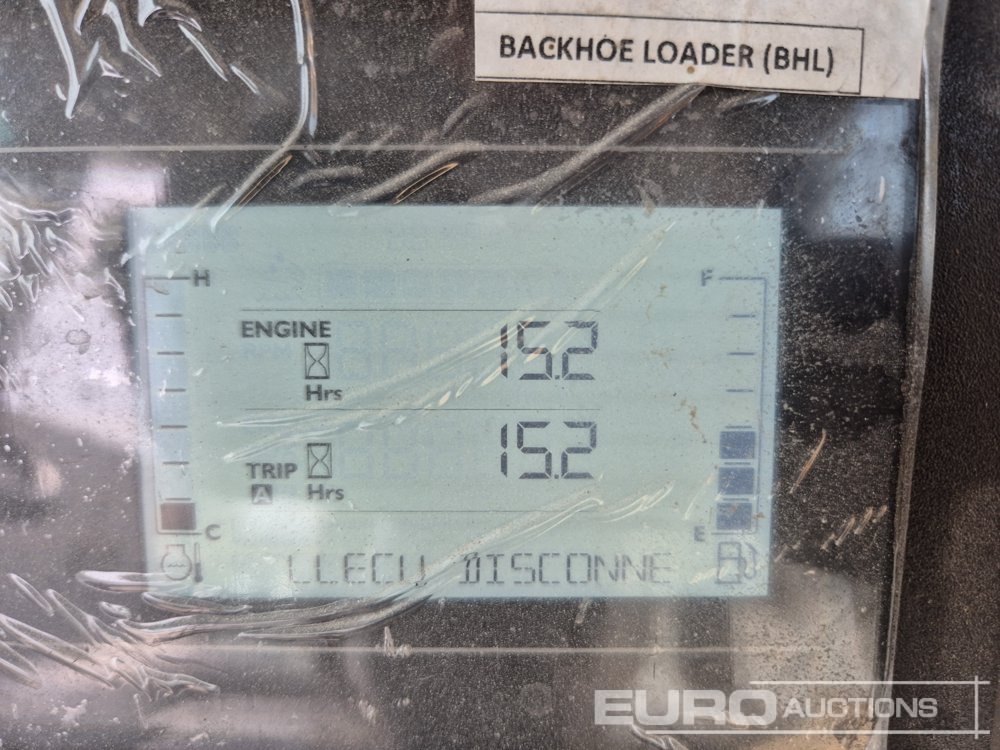 BACKHOE LOADER (BHL)
H
F
ENGINE
15.2
Hrs
15.2
TRIP
A
Hrs
C
E
LLECU DISCONNE
EURO AUCTIONS